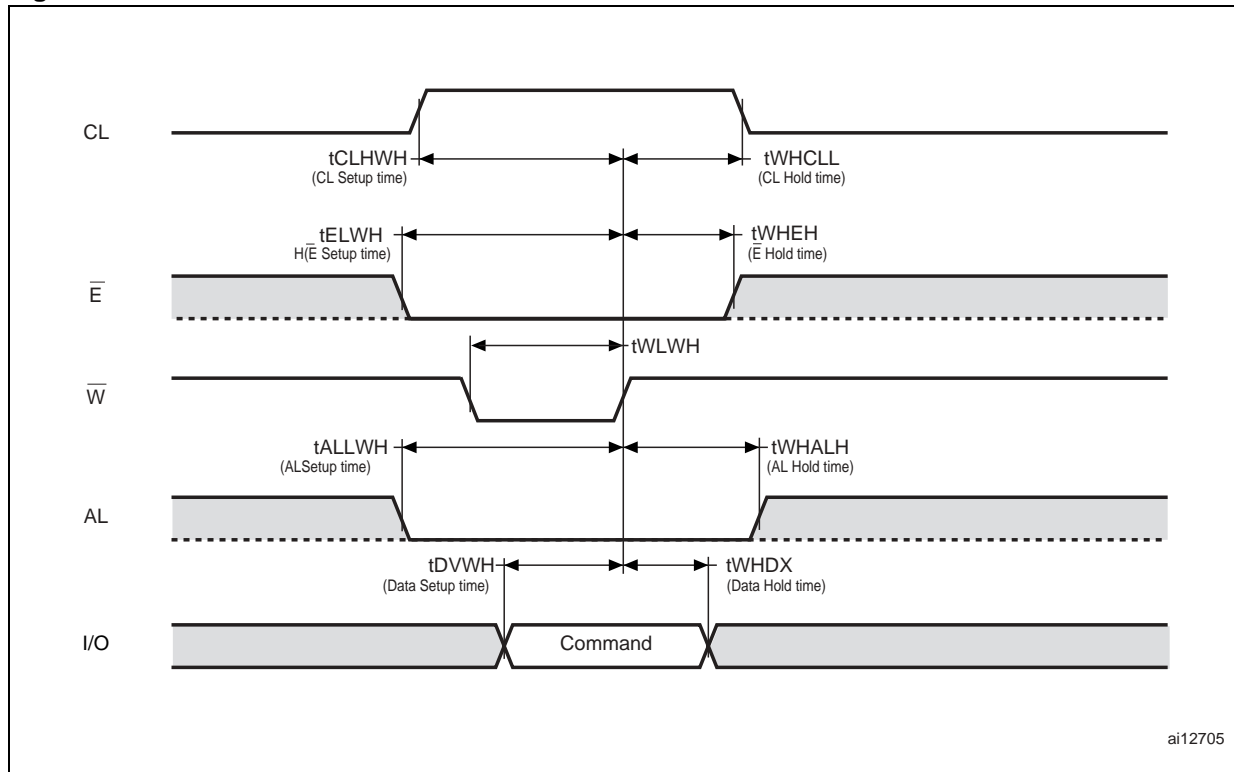 CL
tCLHWH
(CL Setup time)
tWHCLL
(CL Hold time)
tELWH
H(E̅ Setup time)
tWHEH
(E̅ Hold time)
E̅
tWLWH
W̅
tALLWH
(ALSetup time)
tWHALH
(AL Hold time)
AL
tDVWH
(Data Setup time)
tWHDX
(Data Hold time)
I/O
Command
ai12705